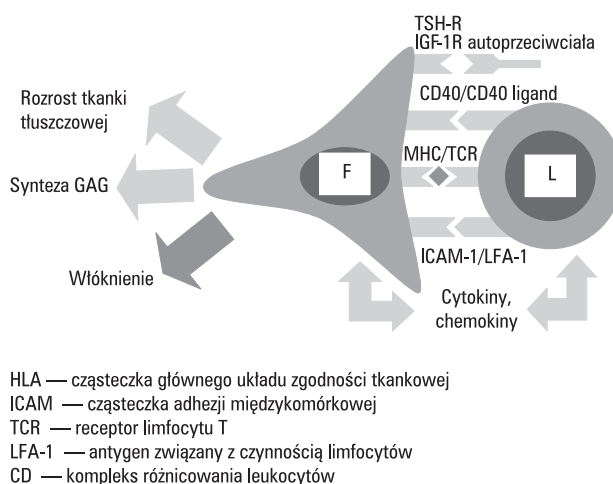 TSH-R
IGF-1R autoprzeciwciała
CD40/CD40 ligand
Rozrost tkanki
tłuszczowej
MHC/TCR
F
L
Synteza GAG
ICAM-1/LFA-1
Włóknienie
Cytokiny,
chemokiny
HLA — cząsteczka głównego układu zgodności tkankowej
ICAM — cząsteczka adhezji międzykomórkowej
TCR — receptor limfocytu T
LFA-1 — antygen związany z czynnością limfocytów
CD — kompleks różnicowania leukocytów